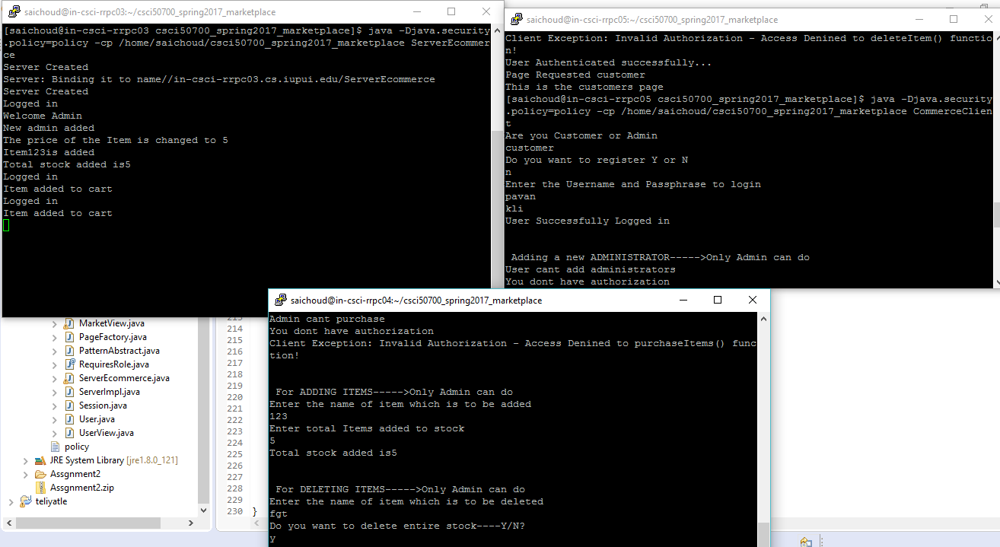 saichoud@in-csci-rrpc03:~/csci50700_spring2017_marketplace
[saichoud@in-csci-rrpc03 csci50700_spring2017_marketplace]$ java -Djava.security
.policy=policy -cp /home/saichoud/csci50700_spring2017_marketplace ServerEcommer
ce
Server Created
Server: Binding it to name//in-csci-rrpc03.cs.iupui.edu/ServerEcommerce
Server Created
Logged in
Welcome Admin
New admin added
The price of the Item is changed to 5
Item123is added
Total stock added is5
Logged in
Item added to cart
Logged in
Item added to cart
saichoud@in-csci-rrpc05:~/csci50700_spring2017_marketplace
Client Exception: Invalid Authorization - Access Denined to deleteItem() functio
n!
User Authenticated successfully...
Page Requested customer
This is the customers page
[saichoud@in-csci-rrpc05 csci50700_spring2017_marketplace]$ java -Djava.security
.policy=policy -cp /home/saichoud/csci50700_spring2017_marketplace CommerceClien
t
Are you Customer or Admin
customer
Do you want to register Y or N
n
Enter the Username and Passphrase to login
pavan
kli
User Successfully Logged in
Adding a new ADMINISTRATOR----->Only Admin can do
User cant add administrators
You dont have authorization
saichoud@in-csci-rrpc04:~/csci50700_spring2017_marketplace
Admin cant purchase
You dont have authorization
Client Exception: Invalid Authorization - Access Denined to purchaseItems() func
tion!
For ADDING ITEMS----->Only Admin can do
Enter the name of item which is to be added
123
Enter total Items added to stock
5
Total stock added is5
For DELETING ITEMS----->Only Admin can do
Enter the name of item which is to be deleted
fgt
Do you want to delete entire stock----Y/N?
y
MarketView.java
PageFactory.java
PatternAbstract.java
RequiresRole.java
ServerEcommerce.java
ServerImpl.java
Session.java
User.java
UserView.java
policy
JRE System Library [jre1.8.0_121]
Assgnment2
Assgnment2.zip
teliyatle
213
214
215
216
217
218
219
220
221
222
223
224
225
226
227
228
229
230 }